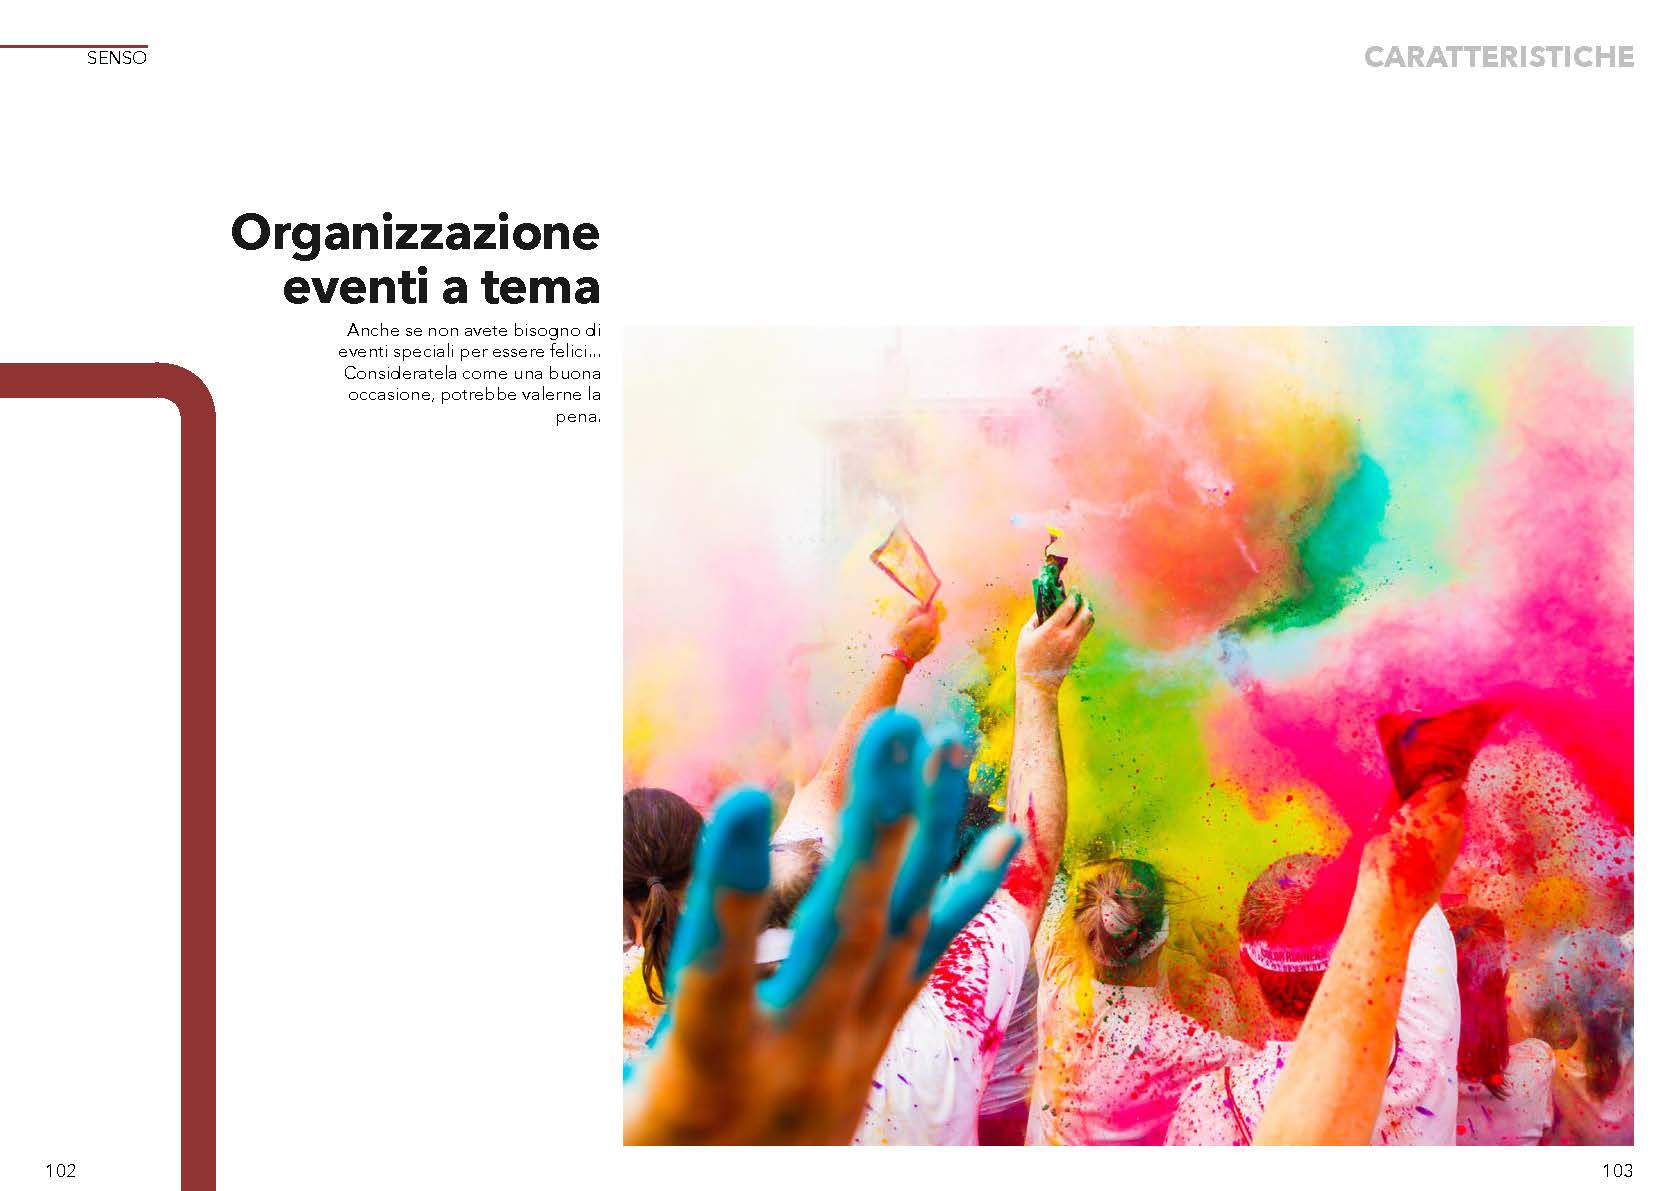 SENSO
CARATTERISTICHE
Organizzazione
eventi a tema
Anche se non avete bisogno di
eventi speciali per essere felici...
Consideratela come una buona
occasione, potrebbe valerne la
pena.
102
103